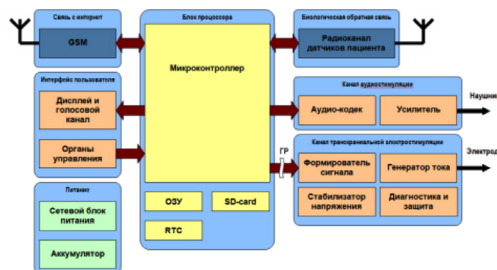 Связь с интернет
GSM
Интерфейс пользователя
Дисплей и
голосовой
канал
Органы
управления
Питание
Сетевой блок
питания
Аккумулятор
Блок процессора
Микроконтроллер
ОЗУ
SD-card
RTC
Биологическая обратная связь
Радиоканал
датчиков пациента
Канал аудиостимуляции
Аудио-кодек
Усилитель
Наушник
ГР
Канал транскраниальной электростимуляции
Формирователь
сигнала
Генератор тока
Стабилизатор
напряжения
Диагностика и
защита
Электрод